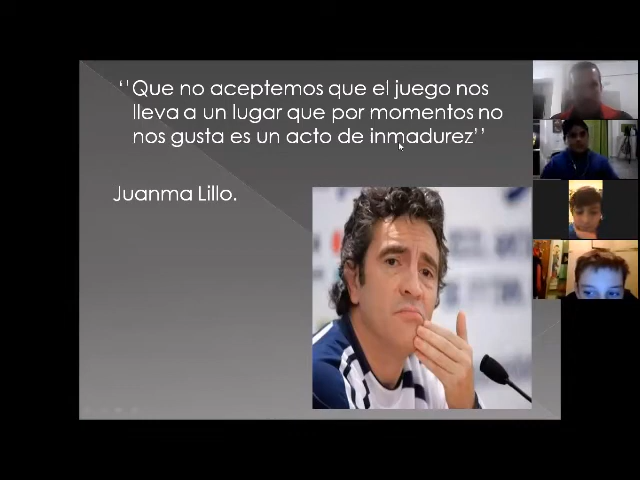 ‘‘Que no aceptemos que el juego nos
lleva a un lugar que por momentos no
nos gusta es un acto de inmadurez’’
Juanma Lillo.